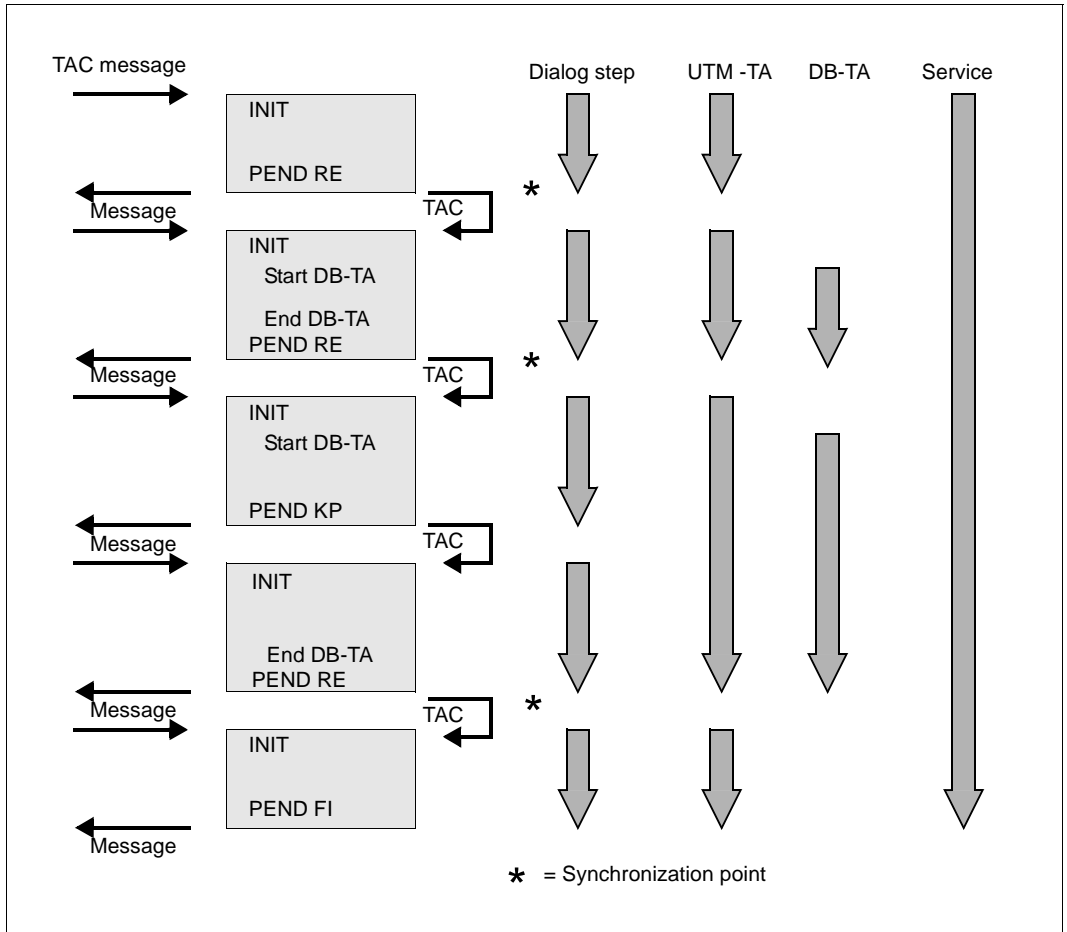 TAC message
Dialog step UTM -TA DB-TA Service
INIT
PEND RE
*
Message
TAC
INIT
Start DB-TA
End DB-TA
PEND RE
*
Message
TAC
INIT
Start DB-TA
PEND KP
Message
TAC
INIT
End DB-TA
PEND RE
*
Message
TAC
INIT
PEND FI
Message
* = Synchronization point